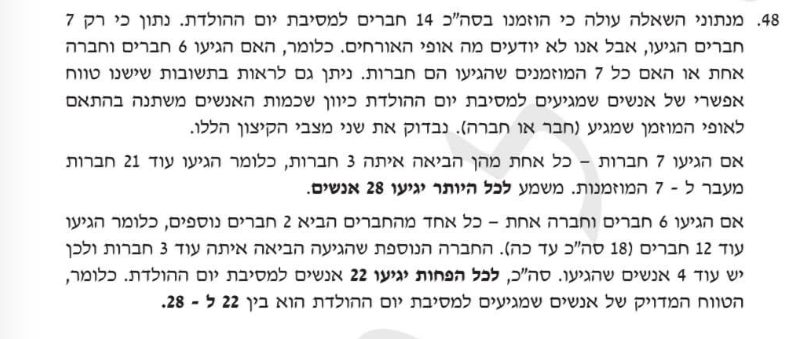 48. מנתוני השאלה עולה כי הוזמנו בסה"כ 14 חברים למסיבת יום ההולדת. נתון כי רק 7
חברים הגיעו, אבל אנו לא יודעים מה אופי האורחים. כלומר, האם הגיעו 6 חברים וחברה
אחת או האם כל 7 המוזמנים שהגיעו הם חברות. ניתן גם לראות בתשובות שישנו טווח
אפשרי של אנשים שמגיעים למסיבת יום ההולדת כיוון שכמות האנשים משתנה בהתאם
לאופי המוזמן שמגיע (חבר או חברה). נבדוק את שני מצבי הקיצון הללו.
אם הגיעו 7 חברות – כל אחת מהן הביאה איתה 3 חברות, כלומר הגיעו עוד 21 חברות
מעבר ל - 7 המוזמנות. משמע לכל היותר יגיעו 28 אנשים.
אם הגיעו 6 חברים וחברה אחת – כל אחד מהחברים הביא 2 חברים נוספים, כלומר הגיעו
עוד 12 חברים (18 סה"כ עד כה). החברה הנוספת שהגיעה הביאה איתה עוד 3 חברות ולכן
יש עוד 4 אנשים שהגיעו. סה"כ, לכל הפחות יגיעו 22 אנשים למסיבת יום ההולדת. כלומר,
הטווח המדויק של אנשים שמגיעים למסיבת יום ההולדת הוא בין 22 ל - 28.